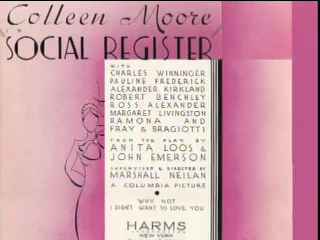 Colleen Moore
IN
SOCIAL REGISTER
WITH
CHARLES WINNINGER
PAULINE FREDERICK
ALEXANDER KIRKLAND
ROBERT BENCHLEY
ROSS ALEXANDER
MARGARET LIVINGSTON
RAMONA AND
FRAY & BRAGIOTTI
FROM THE PLAY BY
ANITA LOOS &
JOHN EMERSON
SUPERVISED & DIRECTED BY
MARSHALL NEILAN
A COLUMBIA PICTURE
WHY NOT
I DIDN'T WANT TO LOVE YOU
HARMS
NEW YORK